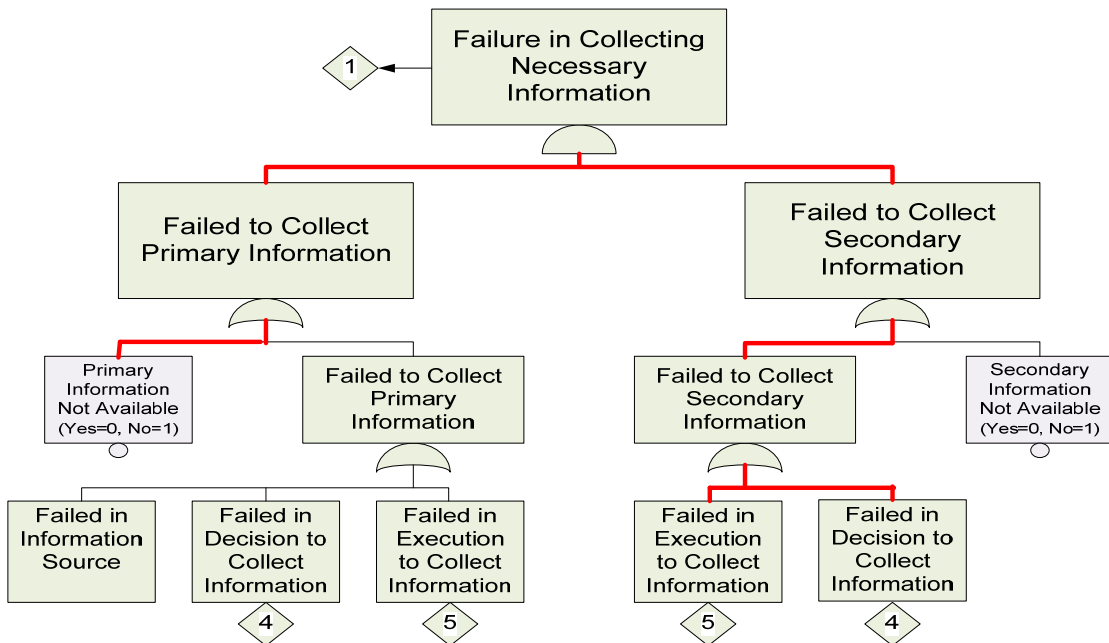 Failure in Collecting
Necessary
Information
1
Failed to Collect
Primary Information
Failed to Collect
Secondary
Information
Primary
Information
Not Available
(Yes=0, No=1)
Failed to Collect
Primary
Information
Failed to Collect
Secondary
Information
Secondary
Information
Not Available
(Yes=0, No=1)
Failed in
Information
Source
Failed in
Decision to
Collect
Information
4
Failed in
Execution
to Collect
Information
5
Failed in
Execution
to Collect
Information
5
Failed in
Decision to
Collect
Information
4